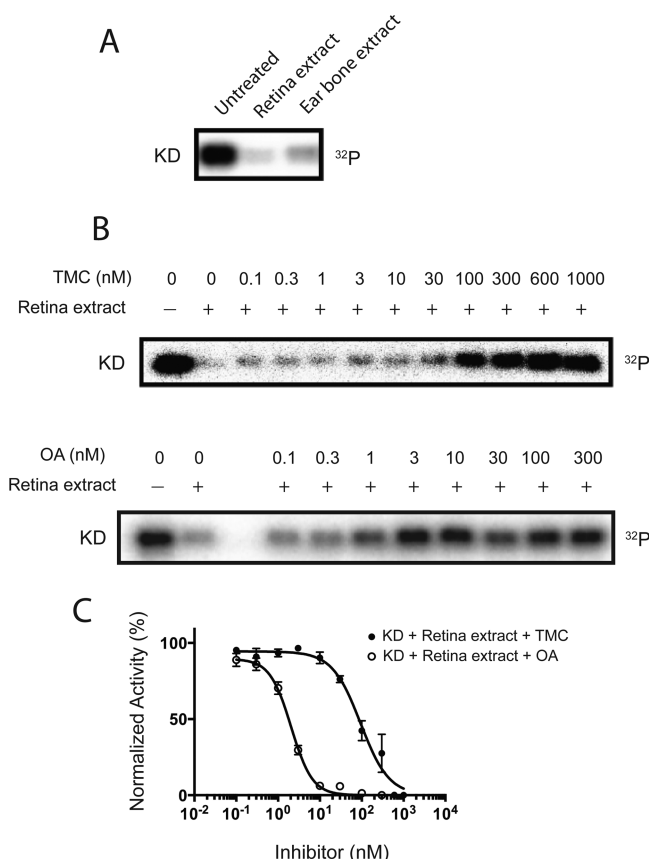 A
Untreated
Retina extract
Ear bone extract
KD
32P
B
TMC (nM) 0 0 0.1 0.3 1 3 10 30 100 300 600 1000
Retina extract – + + + + + + + + + + +
KD
32P
OA (nM) 0 0 0.1 0.3 1 3 10 30 100 300
Retina extract – + + + + + + + + +
KD
32P
C
Normalized Activity (%)
100
50
0
10-2 10-1 100 101 102 103 104
Inhibitor (nM)
KD + Retina extract + TMC
KD + Retina extract + OA